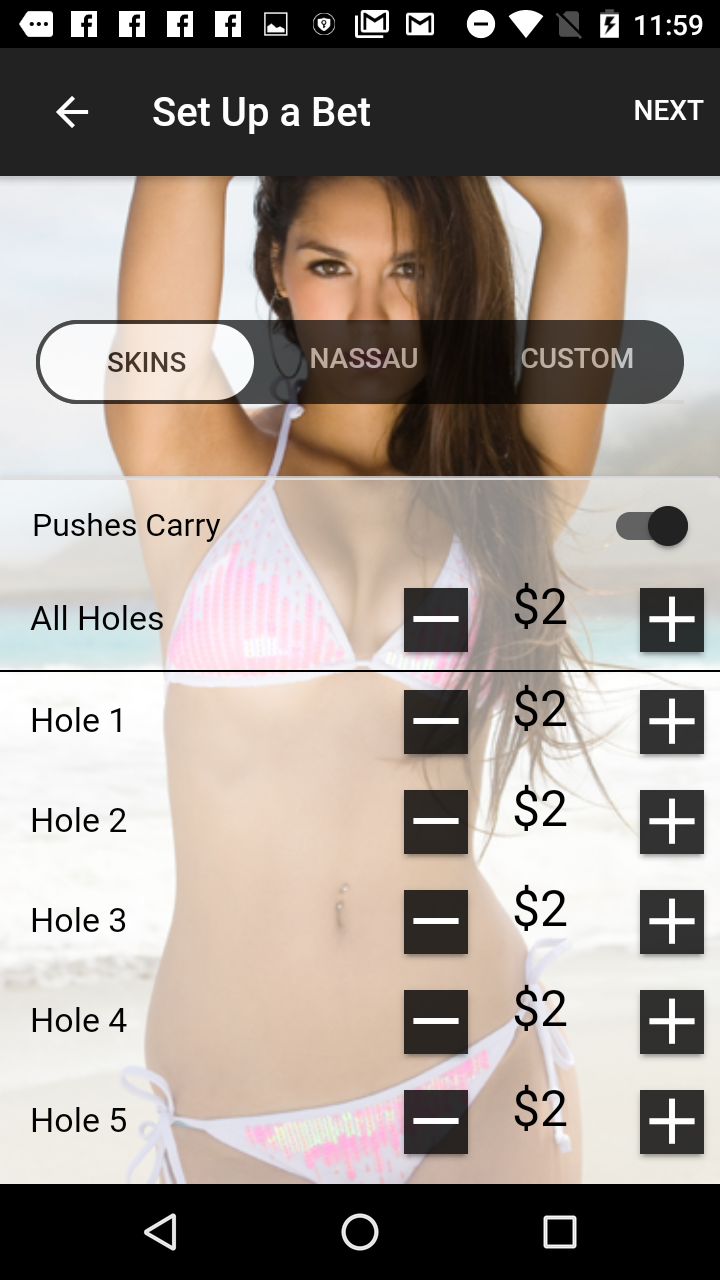 11:59
Set Up a Bet
NEXT
SKINS NASSAU CUSTOM
Pushes Carry
All Holes $2
Hole 1 $2
Hole 2 $2
Hole 3 $2
Hole 4 $2
Hole 5 $2